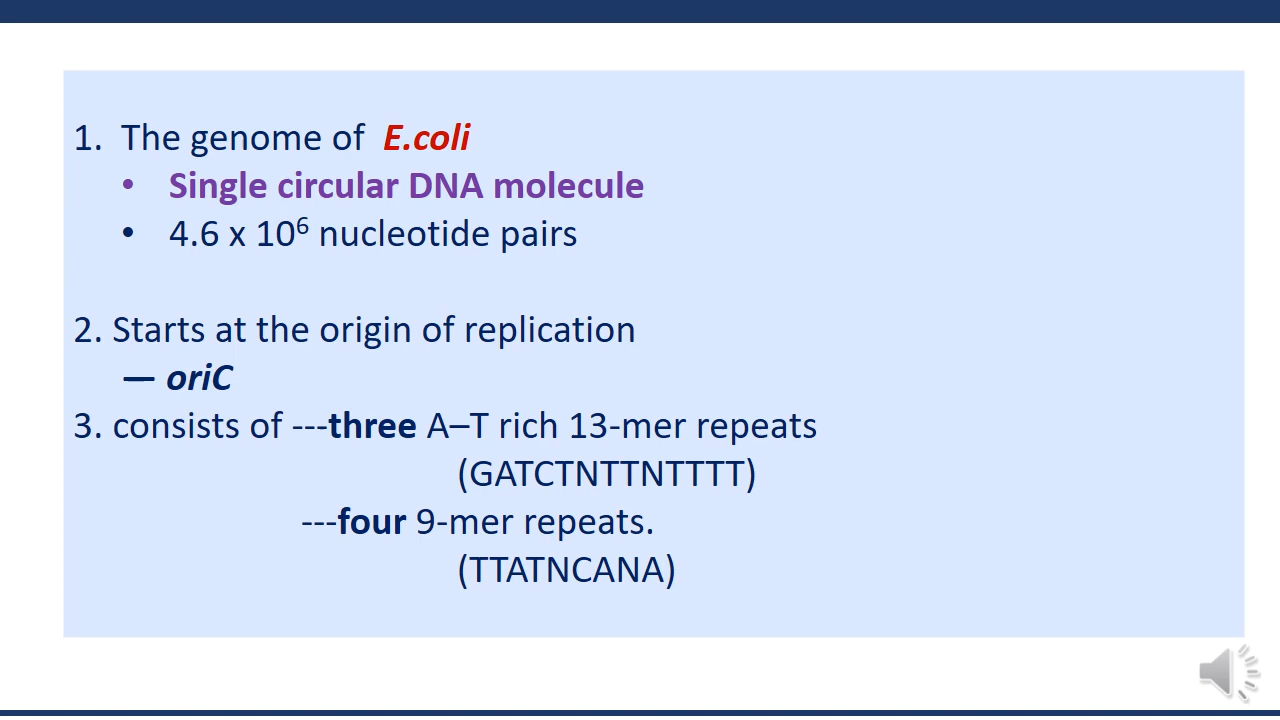 1. The genome of E.coli
• Single circular DNA molecule
• 4.6 x 10⁶ nucleotide pairs
2. Starts at the origin of replication
— oriC
3. consists of ---three A–T rich 13-mer repeats
(GATCTNTTNTTTT)
---four 9-mer repeats.
(TTATNCANA)